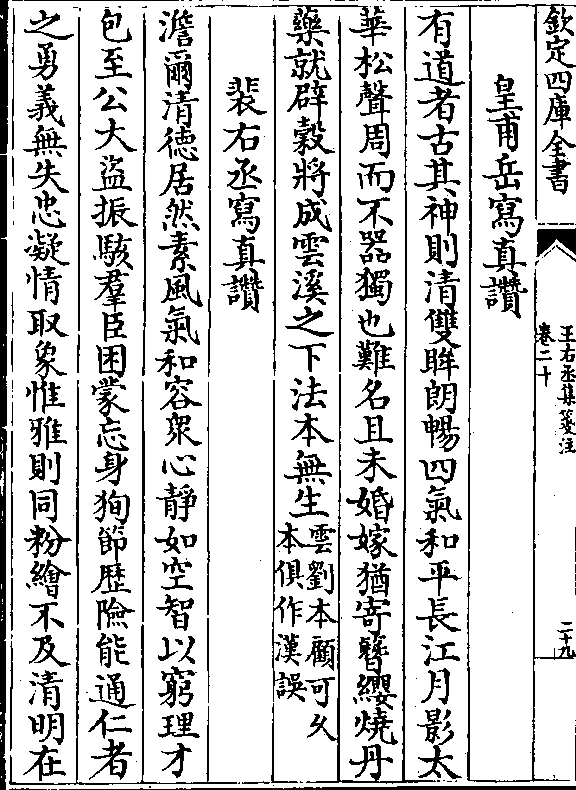 欽定四庫全書
王右丞集箋注
卷二十
二十九
皇甫岳寫真讚
有道者古其神則清雙眸朗暢四氣和平長江月影太
華松聲周而不器獨也難名且未婚嫁猶寄簪纓燒丹
藥就辟穀將成雲溪之下法本無生
雲劉本顧可久
本俱作漢誤
裴右丞寫真讚
澹爾清德居然素風氣和容衆心靜如空智以窮理才
包至公大盜振駭羣臣困蒙忘身狥節歷險能通仁者
之勇義無失忠凝情取象惟雅則同粉繪不及清明在